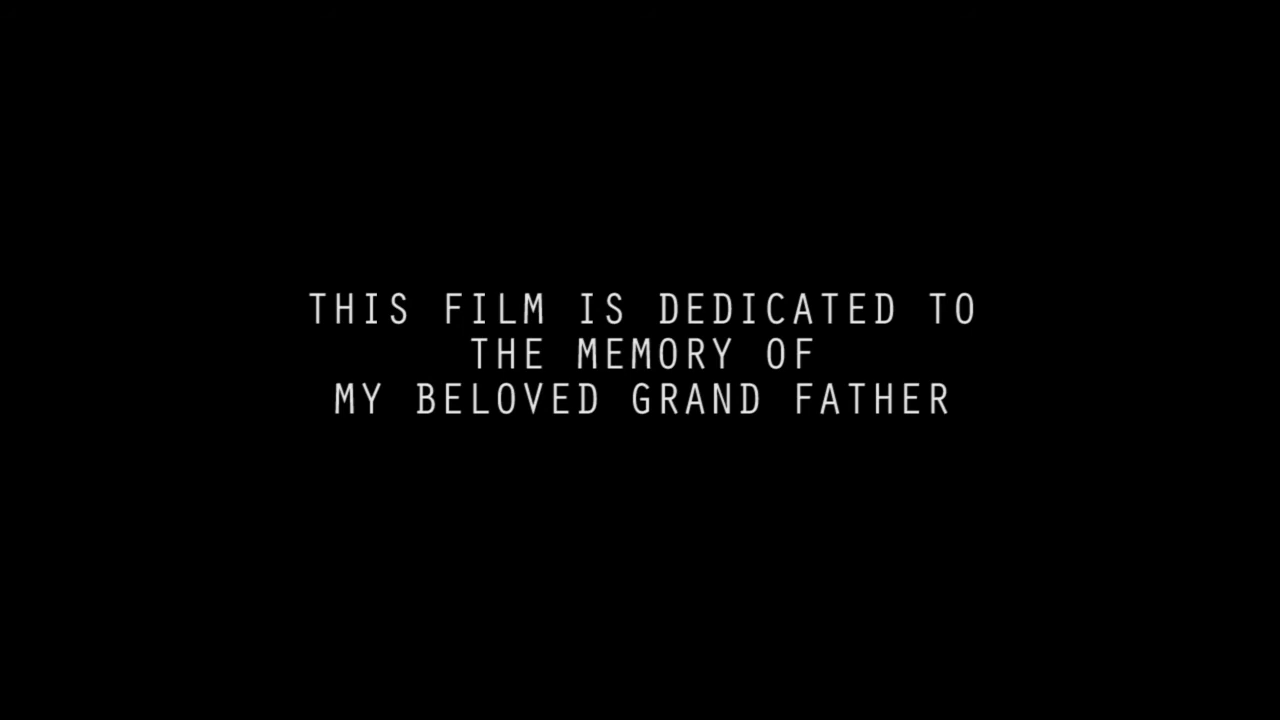 THIS FILM IS DEDICATED TO
THE MEMORY OF
MY BELOVED GRAND FATHER